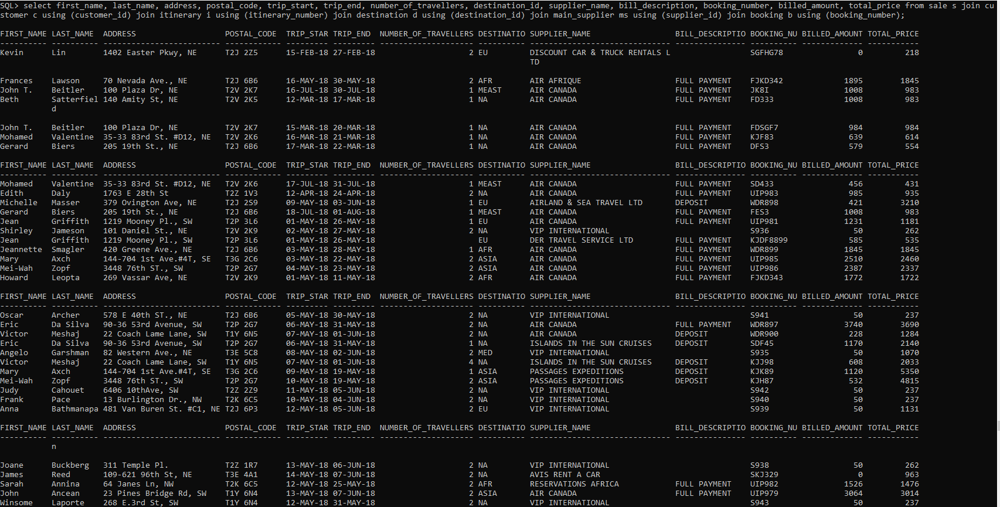 SQL> select first_name, last_name, address, postal_code, trip_start, trip_end, number_of_travellers, destination_id, supplier_name, bill_description, booking_number, billed_amount, total_price from sale s join cu
stomer c using (customer_id) join itinerary i using (itinerary_number) join destination d using (destination_id) join main_supplier ms using (supplier_id) join booking b using (booking_number);
FIRST_NAME LAST_NAME ADDRESS POSTAL_CODE TRIP_STAR TRIP_END NUMBER_OF_TRAVELLERS DESTINATIO SUPPLIER_NAME BILL_DESCRIPTIO BOOKING_NU BILLED_AMOUNT TOTAL_PRICE
---------- ---------- ------------------------- ------------ --------- --------- -------------------- ---------- ------------------------------ --------------- ---------- ------------- -----------
Kevin Lin 1402 Easter Pkwy, NE T2J 2Z5 15-FEB-18 27-FEB-18 2 EU DISCOUNT CAR & TRUCK RENTALS L SGFHG78 0 218
TD
Frances Lawson 70 Nevada Ave., NE T2J 6B6 16-MAY-18 30-MAY-18 2 AFR AIR AFRIQUE FULL PAYMENT FJKD342 1895 1845
John T. Beitler 100 Plaza Dr, NE T2V 2K7 16-JUL-18 30-JUL-18 1 MEAST AIR CANADA FULL PAYMENT JK8I 1008 983
Beth Satterfiel 140 Amity St, NE T2V 2K5 12-MAR-18 17-MAR-18 1 NA AIR CANADA FULL PAYMENT FD333 1008 983
d
John T. Beitler 100 Plaza Dr, NE T2V 2K7 15-MAR-18 20-MAR-18 1 NA AIR CANADA FULL PAYMENT FDSGF7 984 984
Mohamed Valentine 35-33 83rd St. #D12, NE T2V 2K6 16-MAR-18 21-MAR-18 1 NA AIR CANADA FULL PAYMENT KJF83 639 614
Gerard Biers 205 19th St., NE T2J 6B6 17-MAR-18 22-MAR-18 1 NA AIR CANADA FULL PAYMENT DFS3 579 554
FIRST_NAME LAST_NAME ADDRESS POSTAL_CODE TRIP_STAR TRIP_END NUMBER_OF_TRAVELLERS DESTINATIO SUPPLIER_NAME BILL_DESCRIPTIO BOOKING_NU BILLED_AMOUNT TOTAL_PRICE
---------- ---------- ------------------------- ------------ --------- --------- -------------------- ---------- ------------------------------ --------------- ---------- ------------- -----------
Mohamed Valentine 35-33 83rd St. #D12, NE T2V 2K6 17-JUL-18 31-JUL-18 1 MEAST AIR CANADA FULL PAYMENT SD433 456 431
Edith Daly 1763 E 28th St T2Z 1V3 12-APR-18 24-APR-18 2 NA AIR CANADA FULL PAYMENT UIP983 985 935
Michelle Masser 379 Ovington Ave, NE T2J 2S9 09-MAY-18 03-JUN-18 1 EU AIRLAND & SEA TRAVEL LTD DEPOSIT WDR898 421 3210
Gerard Biers 205 19th St., NE T2J 6B6 18-JUL-18 01-AUG-18 1 MEAST AIR CANADA FULL PAYMENT FES3 1008 983
Jean Griffith 1219 Mooney Pl., SW T2P 3L6 01-MAY-18 26-MAY-18 1 EU AIR CANADA FULL PAYMENT UIP981 1231 1181
Shirley Jameson 101 Daniel St., NE T2V 2K9 02-MAY-18 27-MAY-18 2 NA VIP INTERNATIONAL S936 50 262
Jean Griffith 1219 Mooney Pl., SW T2P 3L6 01-MAY-18 26-MAY-18 EU DER TRAVEL SERVICE LTD FULL PAYMENT KJDF8899 585 535
Jeannette Smagler 420 Greene Ave., NE T2J 6B6 03-MAY-18 28-MAY-18 1 AFR AIR CANADA FULL PAYMENT WDR899 1845 1845
Mary Axch 144-704 1st Ave.#4T, SE T3G 2C6 03-MAY-18 22-MAY-18 2 ASIA AIR CANADA FULL PAYMENT UIP985 2510 2460
Mei-Wah Zopf 3448 76th ST., SW T2P 2G7 04-MAY-18 23-MAY-18 2 ASIA AIR CANADA FULL PAYMENT UIP986 2387 2337
Howard Leopta 269 Vassar Ave, NE T2V 2K9 01-MAY-18 11-MAY-18 2 AFR AIR CANADA FULL PAYMENT FJKD343 1772 1722
FIRST_NAME LAST_NAME ADDRESS POSTAL_CODE TRIP_STAR TRIP_END NUMBER_OF_TRAVELLERS DESTINATIO SUPPLIER_NAME BILL_DESCRIPTIO BOOKING_NU BILLED_AMOUNT TOTAL_PRICE
---------- ---------- ------------------------- ------------ --------- --------- -------------------- ---------- ------------------------------ --------------- ---------- ------------- -----------
Oscar Archer 578 E 40th ST., NE T2J 6B6 05-MAY-18 30-MAY-18 2 NA VIP INTERNATIONAL S941 50 237
Eric Da Silva 90-36 53rd Avenue, SW T2P 2G7 06-MAY-18 31-MAY-18 2 NA AIR CANADA FULL PAYMENT WDR897 3740 3690
Victor Meshaj 22 Coach Lame Lane, SW T1Y 6N5 07-MAY-18 01-JUN-18 2 NA AIR CANADA DEPOSIT WDR900 228 1284
Eric Da Silva 90-36 53rd Avenue, SW T2P 2G7 06-MAY-18 31-MAY-18 1 NA ISLANDS IN THE SUN CRUISES DEPOSIT SDF45 1170 2140
Angelo Garshman 82 Western Ave., NE T3E 5C8 08-MAY-18 02-JUN-18 2 MED VIP INTERNATIONAL S935 50 1070
Victor Meshaj 22 Coach Lame Lane, SW T1Y 6N5 07-MAY-18 01-JUN-18 4 NA ISLANDS IN THE SUN CRUISES DEPOSIT KJJ98 608 2033
Mary Axch 144-704 1st Ave.#4T, SE T3G 2C6 09-MAY-18 19-MAY-18 1 ASIA PASSAGES EXPEDITIONS DEPOSIT KJK89 1120 5350
Mei-Wah Zopf 3448 76th ST., SW T2P 2G7 10-MAY-18 19-MAY-18 2 ASIA PASSAGES EXPEDITIONS DEPOSIT KJH87 532 4815
Judy Cahouet 6406 10thAve, SW T2Z 2Z9 11-MAY-18 05-JUN-18 2 NA VIP INTERNATIONAL S942 50 237
Frank Pace 13 Burlington Dr., NW T2K 6C5 10-MAY-18 04-JUN-18 2 NA VIP INTERNATIONAL S940 50 237
Anna Bathmanapa 481 Van Buren St. #C1, NE T2J 6P3 12-MAY-18 05-JUN-18 2 EU VIP INTERNATIONAL S939 50 1131
FIRST_NAME LAST_NAME ADDRESS POSTAL_CODE TRIP_STAR TRIP_END NUMBER_OF_TRAVELLERS DESTINATIO SUPPLIER_NAME BILL_DESCRIPTIO BOOKING_NU BILLED_AMOUNT TOTAL_PRICE
---------- ---------- ------------------------- ------------ --------- --------- -------------------- ---------- ------------------------------ --------------- ---------- ------------- -----------
n
Joane Buckberg 311 Temple Pl. T2Z 1R7 13-MAY-18 06-JUN-18 2 NA VIP INTERNATIONAL S938 50 262
James Reed 109-621 96th St, NE T3E 4A1 14-MAY-18 07-JUN-18 2 NA AVIS RENT A CAR SKJ329 0 963
Sarah Annina 64 Janes Ln, NW T2K 6C5 12-MAY-18 25-MAY-18 2 AFR RESERVATIONS AFRICA FULL PAYMENT UIP982 1526 1476
John Ancean 23 Pines Bridge Rd, SW T1Y 6N4 13-MAY-18 07-JUN-18 2 ASIA AIR CANADA FULL PAYMENT UIP979 3064 3014
Winsome Laporte 268 E.3rd St, SW T1Y 6N4 12-MAY-18 31-MAY-18 2 NA VIP INTERNATIONAL S943 50 237